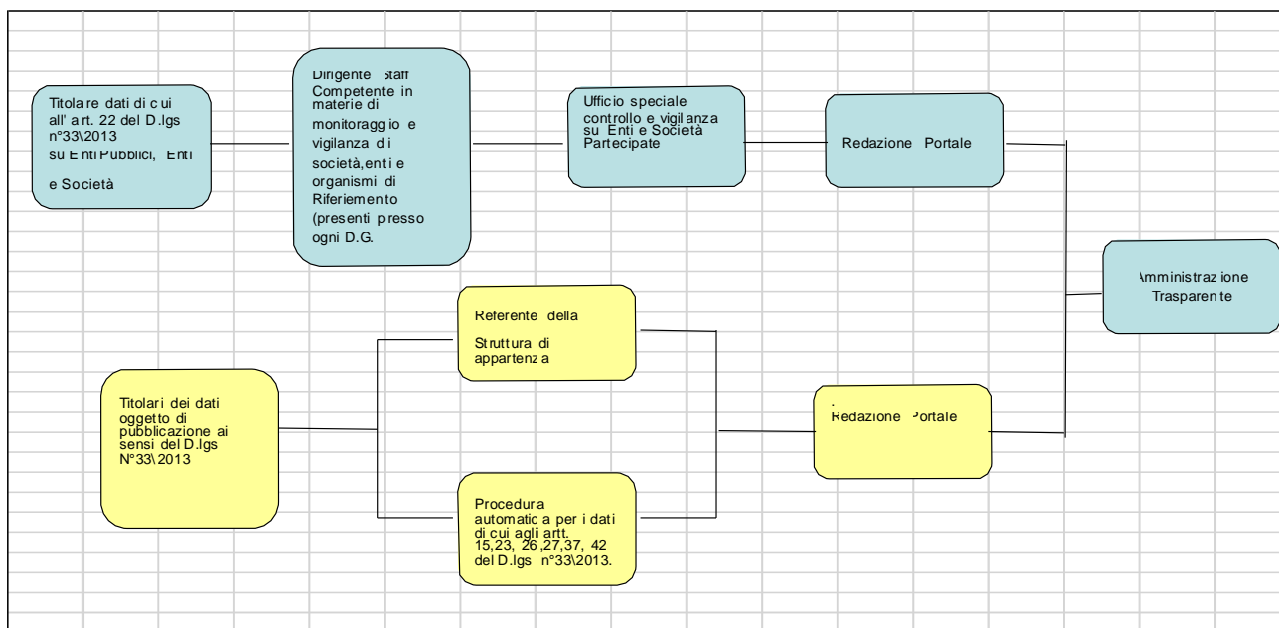 Titolare dati di cui
all' art. 22 del D.lgs
n°33\2013
su Enti Pubblici, Enti
e Società
Dirigente Staff
Competente in
materie di
monitoraggio e
vigilanza di
società,enti e
organismi di
Riferiemento
(presenti presso
ogni D.G.
Ufficio speciale
controllo e vigilanza
su Enti e Società
Partecipate
Redazione Portale
Amministrazione
Trasparente
Referente della
Struttura di
appartenza
Titolari dei dati
oggetto di
pubblicazione ai
sensi del D.lgs
N°33\2013
.
Redazione Portale
Procedura
automatica per i dati
di cui agli artt.
15,23, 26,27,37, 42
del D.lgs n°33\2013.